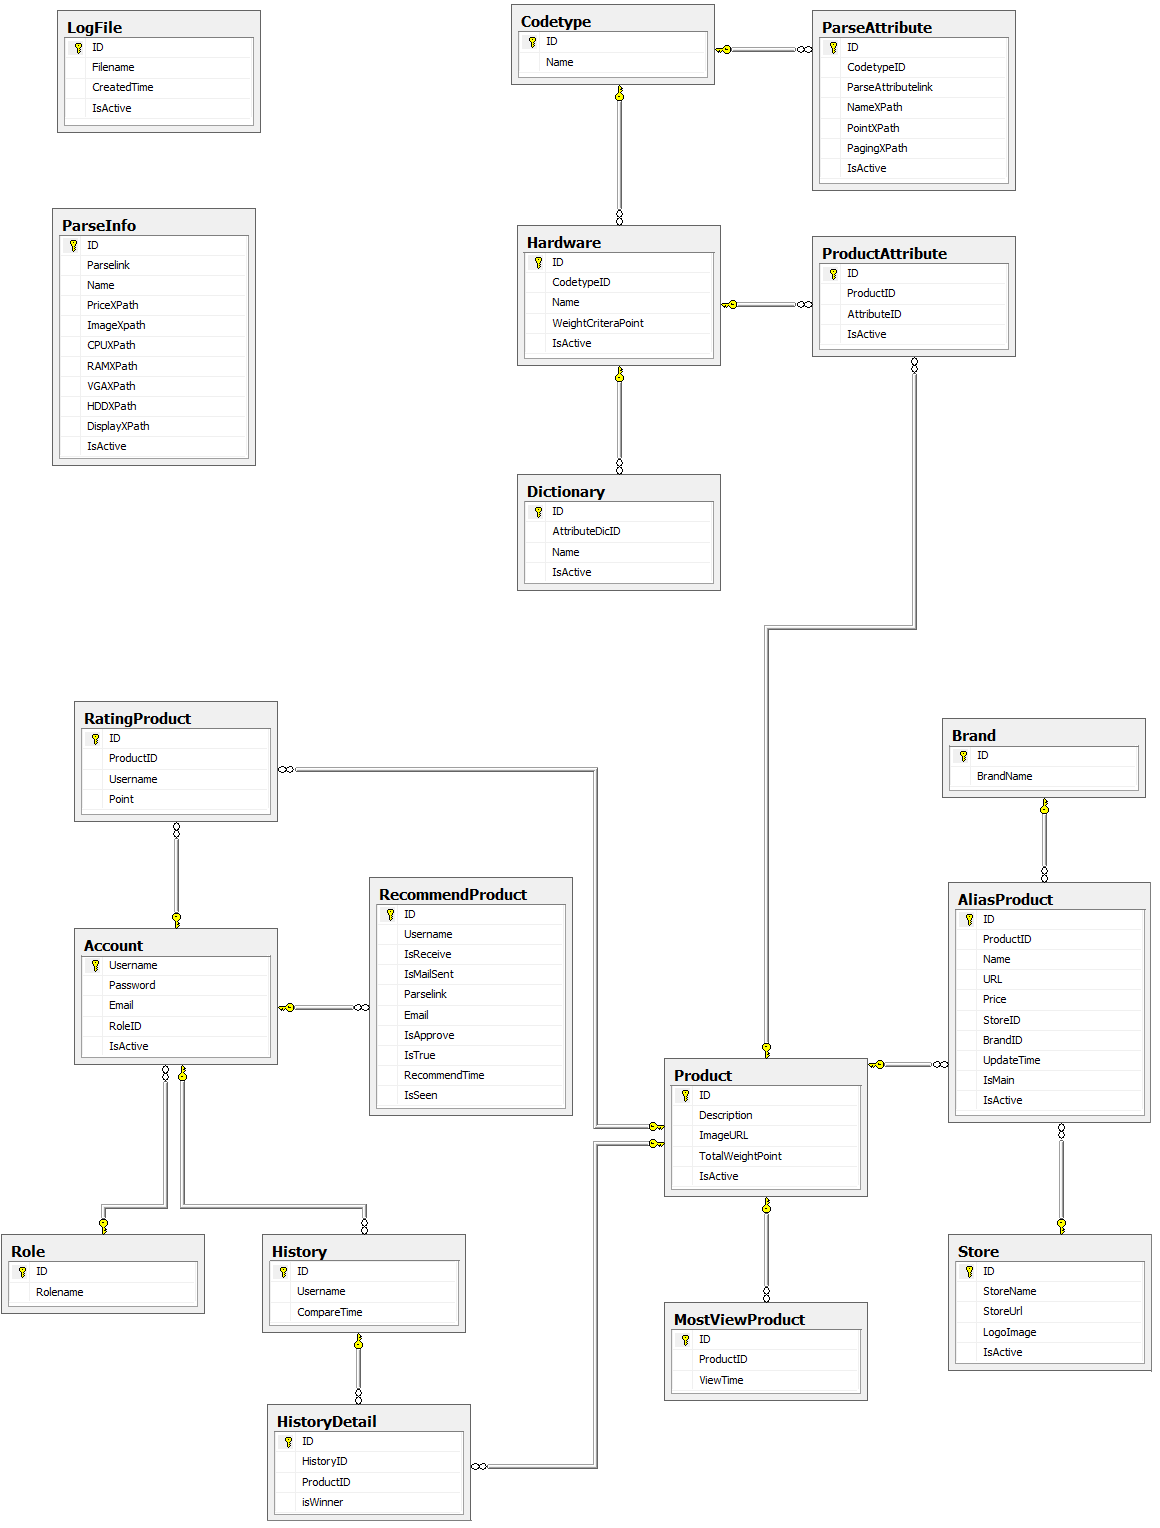 LogFile
ID
Filename
CreatedTime
IsActive
Codetype
ID
Name
ParseAttribute
ID
CodetypeID
ParseAttributelink
NameXPath
PointXPath
PagingXPath
IsActive
ParseInfo
ID
Parselink
Name
PriceXPath
ImageXpath
CPUXPath
RAMXPath
VGAXPath
HDDXPath
DisplayXPath
IsActive
Hardware
ID
CodetypeID
Name
WeightCriteraPoint
IsActive
ProductAttribute
ID
ProductID
AttributeID
IsActive
Dictionary
ID
AttributeDicID
Name
IsActive
RatingProduct
ID
ProductID
Username
Point
Brand
ID
BrandName
RecommendProduct
ID
Username
IsReceive
IsMailSent
Parselink
Email
IsApprove
IsTrue
RecommendTime
IsSeen
AliasProduct
ID
ProductID
Name
URL
Price
StoreID
BrandID
UpdateTime
IsMain
IsActive
Account
Username
Password
Email
RoleID
IsActive
Product
ID
Description
ImageURL
TotalWeightPoint
IsActive
Role
ID
Rolename
History
ID
Username
CompareTime
Store
ID
StoreName
StoreUrl
LogoImage
IsActive
MostViewProduct
ID
ProductID
ViewTime
HistoryDetail
ID
HistoryID
ProductID
isWinner